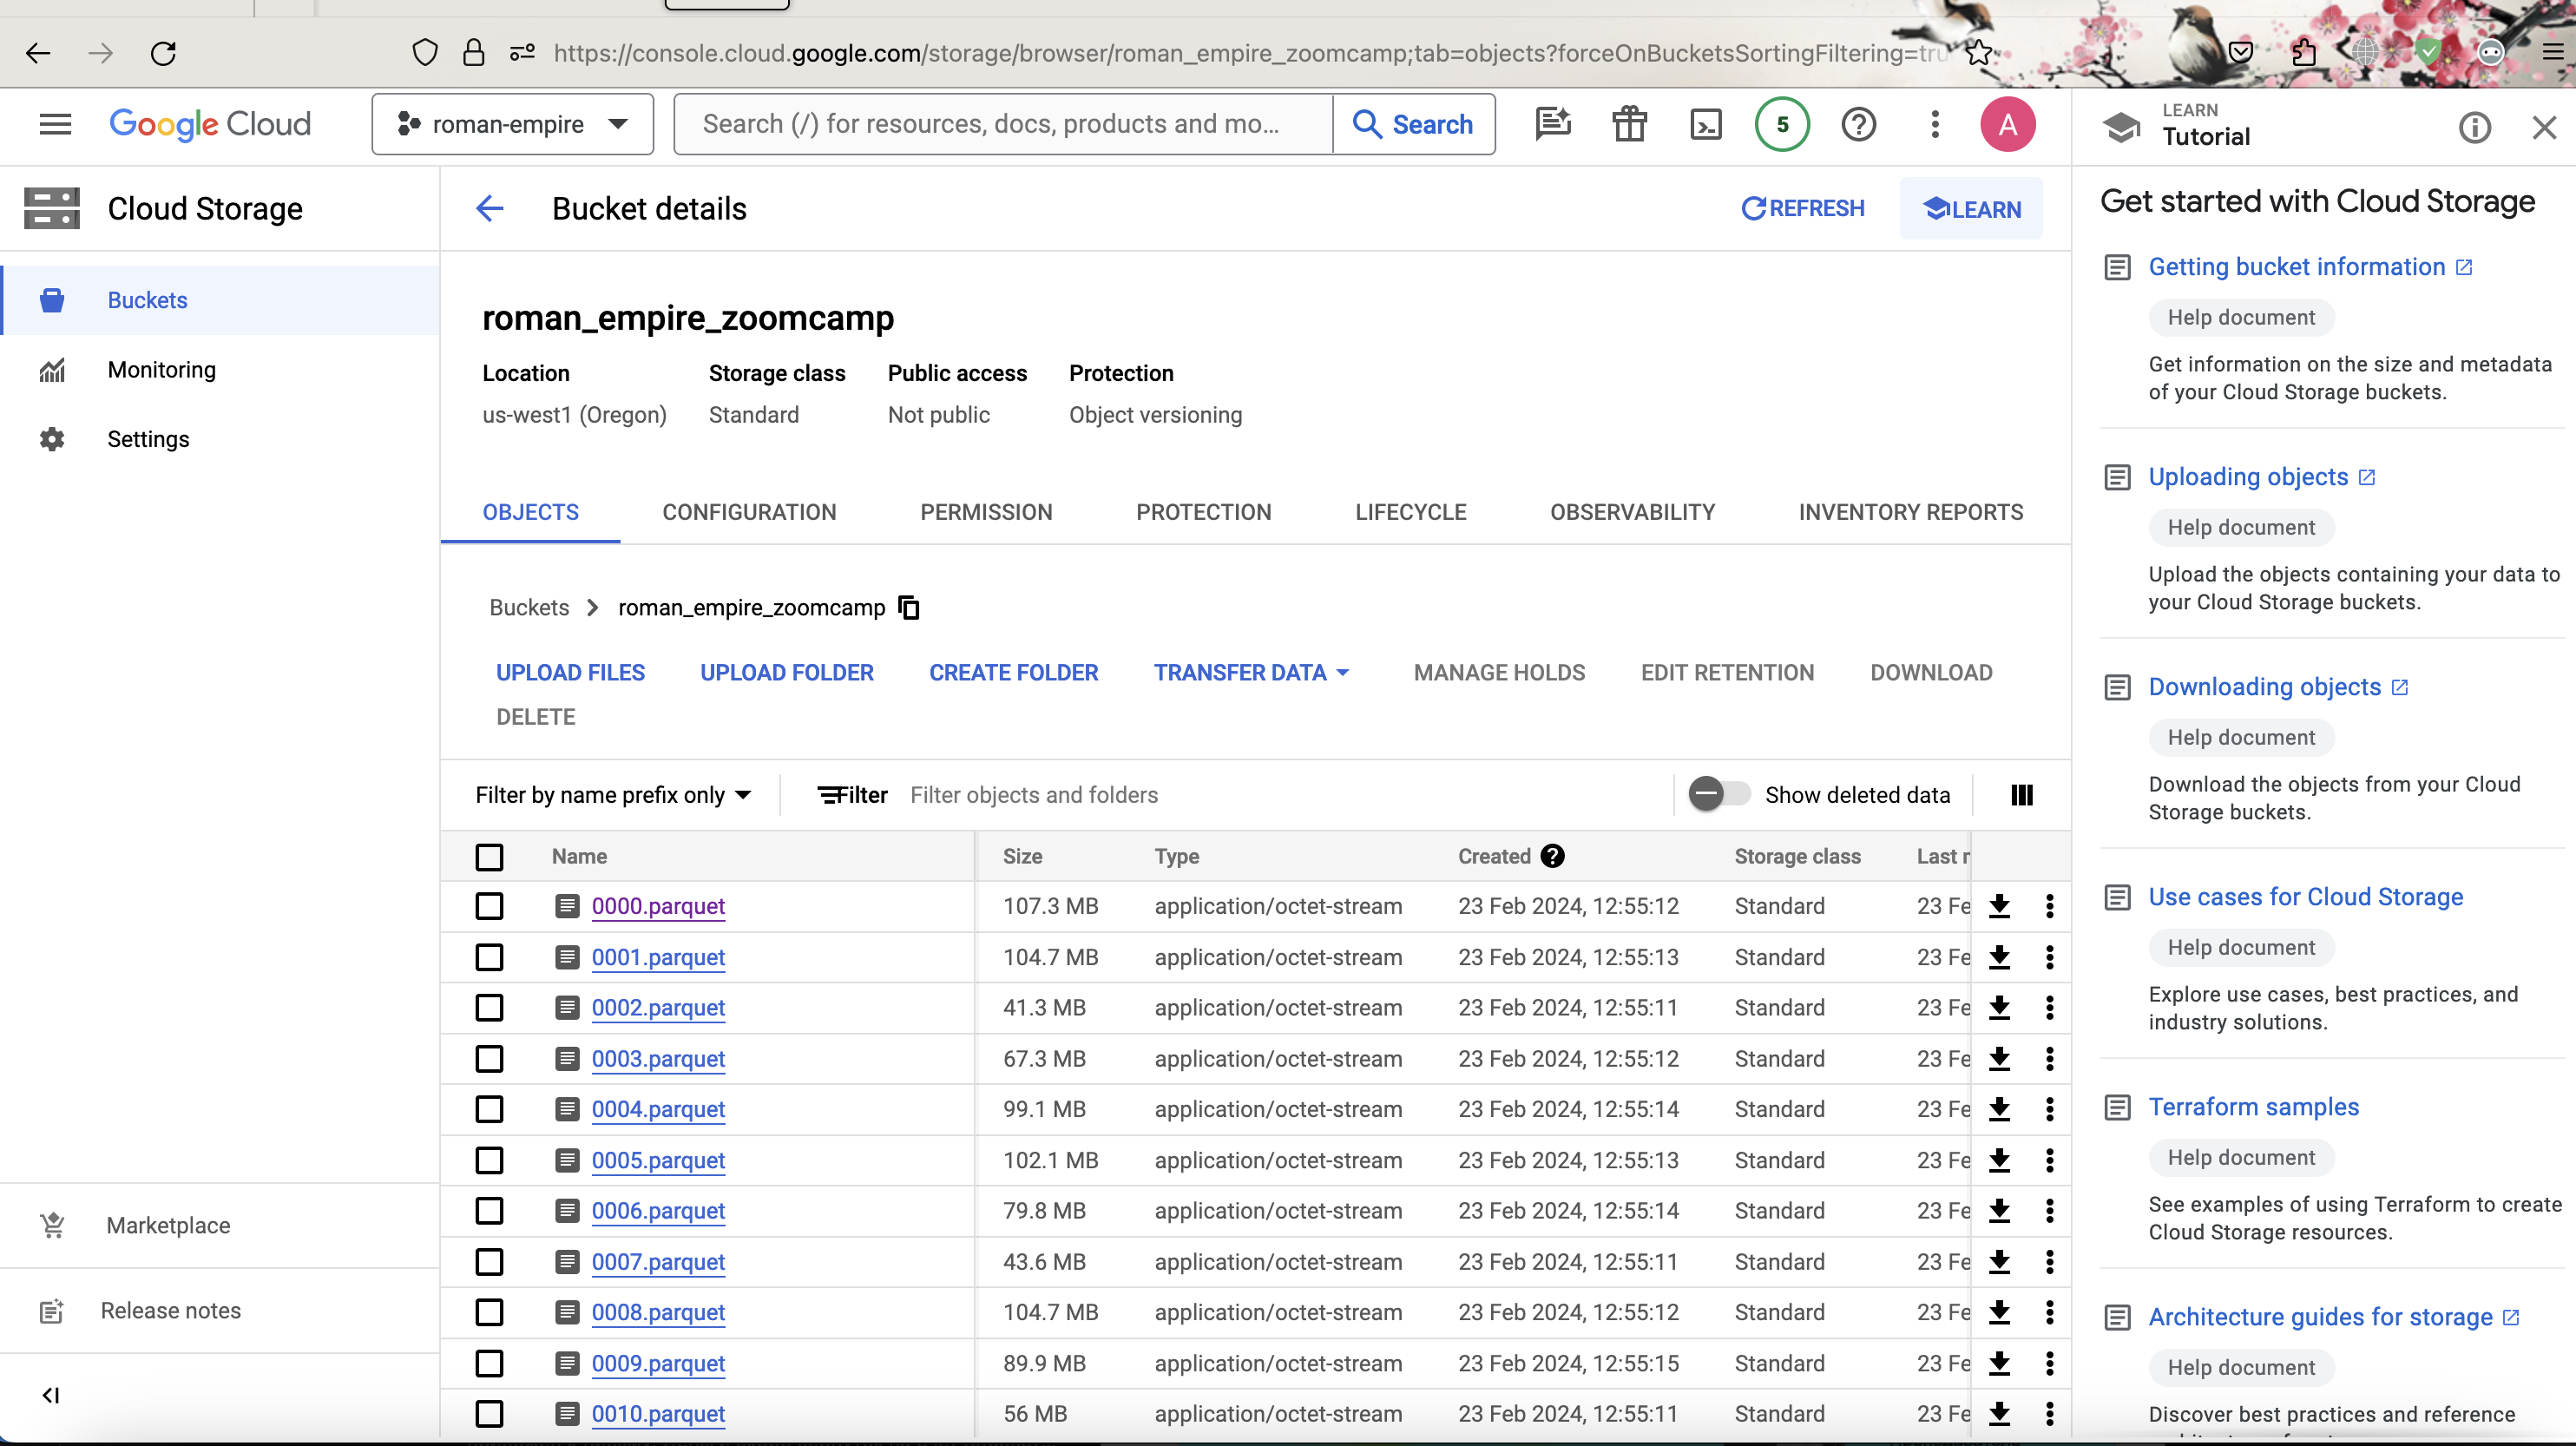 https://console.cloud.google.com/storage/browser/roman_empire_zoomcamp;tab=objects?forceOnBucketsSortingFiltering=tru
Google Cloud
roman-empire
Search (/) for resources, docs, products and mo...
Search
5
A
LEARN
Tutorial
Cloud Storage
Bucket details
REFRESH
LEARN
Get started with Cloud Storage
Buckets
Monitoring
Settings
Marketplace
Release notes
roman_empire_zoomcamp
Location Storage class Public access Protection
us-west1 (Oregon) Standard Not public Object versioning
OBJECTS CONFIGURATION PERMISSION PROTECTION LIFECYCLE OBSERVABILITY INVENTORY REPORTS
Buckets > roman_empire_zoomcamp
UPLOAD FILES UPLOAD FOLDER CREATE FOLDER TRANSFER DATA MANAGE HOLDS EDIT RETENTION DOWNLOAD
DELETE
Filter by name prefix only Filter Filter objects and folders Show deleted data
Name Size Type Created Storage class Last
0000.parquet 107.3 MB application/octet-stream 23 Feb 2024, 12:55:12 Standard 23 Fe
0001.parquet 104.7 MB application/octet-stream 23 Feb 2024, 12:55:13 Standard 23 Fe
0002.parquet 41.3 MB application/octet-stream 23 Feb 2024, 12:55:11 Standard 23 Fe
0003.parquet 67.3 MB application/octet-stream 23 Feb 2024, 12:55:12 Standard 23 Fe
0004.parquet 99.1 MB application/octet-stream 23 Feb 2024, 12:55:14 Standard 23 Fe
0005.parquet 102.1 MB application/octet-stream 23 Feb 2024, 12:55:13 Standard 23 Fe
0006.parquet 79.8 MB application/octet-stream 23 Feb 2024, 12:55:14 Standard 23 Fe
0007.parquet 43.6 MB application/octet-stream 23 Feb 2024, 12:55:11 Standard 23 Fe
0008.parquet 104.7 MB application/octet-stream 23 Feb 2024, 12:55:12 Standard 23 Fe
0009.parquet 89.9 MB application/octet-stream 23 Feb 2024, 12:55:15 Standard 23 Fe
0010.parquet 56 MB application/octet-stream 23 Feb 2024, 12:55:11 Standard 23 Fe
Getting bucket information
Help document
Get information on the size and metadata
of your Cloud Storage buckets.
Uploading objects
Help document
Upload the objects containing your data to
your Cloud Storage buckets.
Downloading objects
Help document
Download the objects from your Cloud
Storage buckets.
Use cases for Cloud Storage
Help document
Explore use cases, best practices, and
industry solutions.
Terraform samples
Help document
See examples of using Terraform to create
Cloud Storage resources.
Architecture guides for storage
Help document
Discover best practices and reference